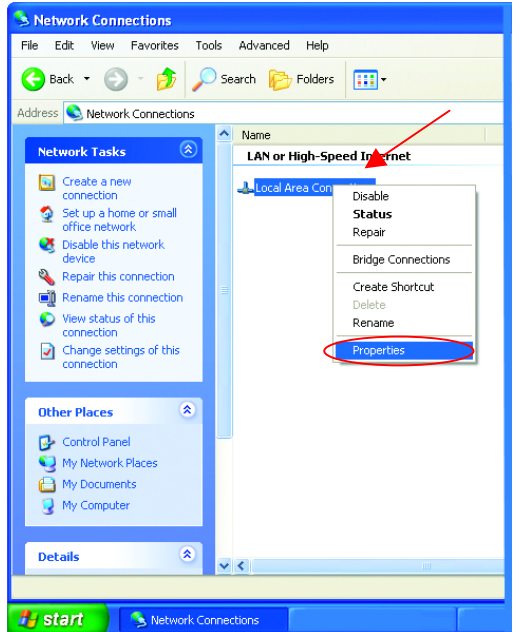 Network Connections
File Edit View Favorites Tools Advanced Help
Back Search Folders
Address Network Connections
Network Tasks
Create a new
connection
Set up a home or small
office network
Disable this network
device
Repair this connection
Rename this connection
View status of this
connection
Change settings of this
connection
Other Places
Control Panel
My Network Places
My Documents
My Computer
Details
Name
LAN or High-Speed Internet
Local Area Con
Disable
Status
Repair
Bridge Connections
Create Shortcut
Delete
Rename
Properties
start Network Connections